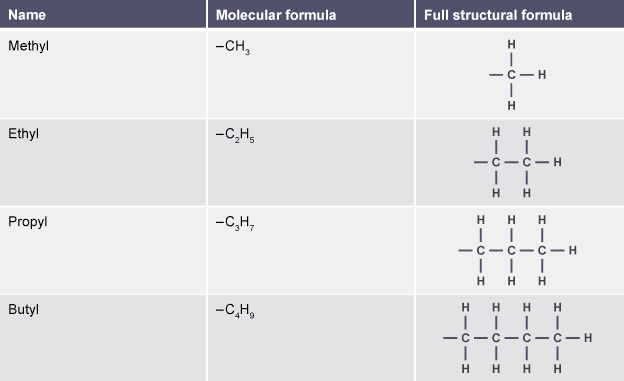 Name Molecular formula Full structural formula
Methyl –CH₃
H
–C–H
H
Ethyl –C₂H₅
H H
–C–C–H
H H
Propyl –C₃H₇
H H H
–C–C–C–H
H H H
Butyl –C₄H₉
H H H H
–C–C–C–C–H
H H H H